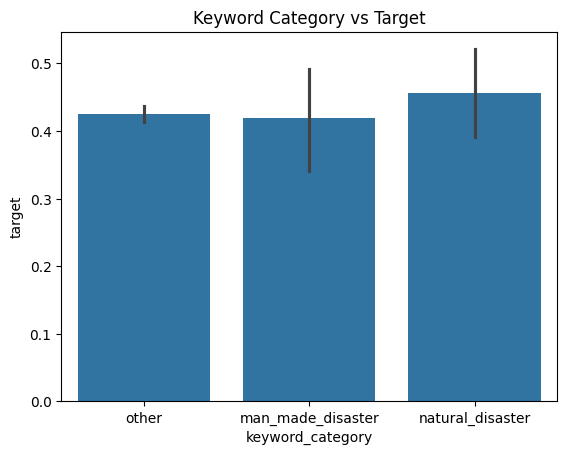 Keyword Category vs Target
0.5
0.4
0.3
0.2
0.1
0.0
target
other
man_made_disaster
natural_disaster
keyword_category